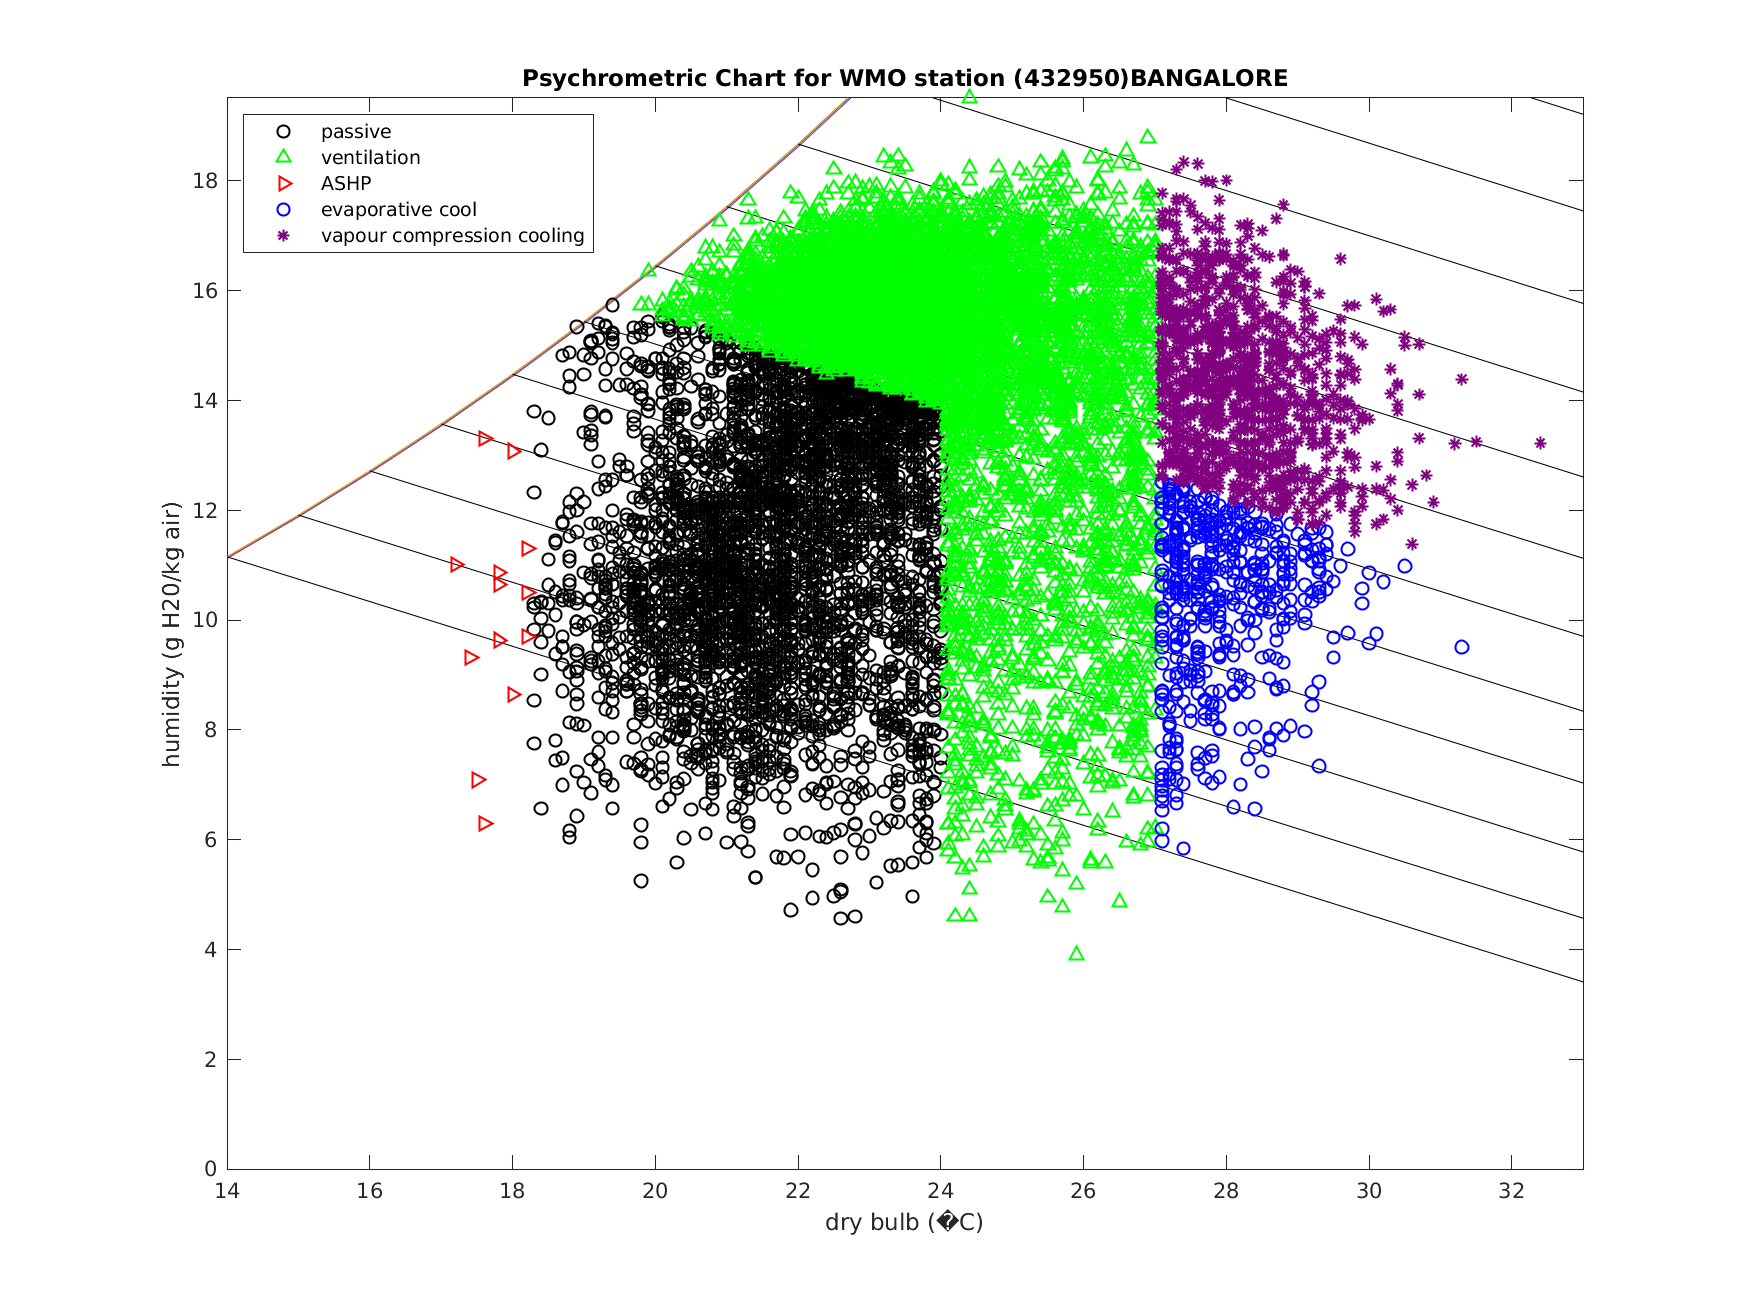 Psychrometric Chart for WMO station (432950)BANGALORE
passive
ventilation
ASHP
evaporative cool
vapour compression cooling
humidity (g H20/kg air)
18
16
14
12
10
8
6
4
2
0
14 16 18 20 22 24 26 28 30 32
dry bulb (�C)